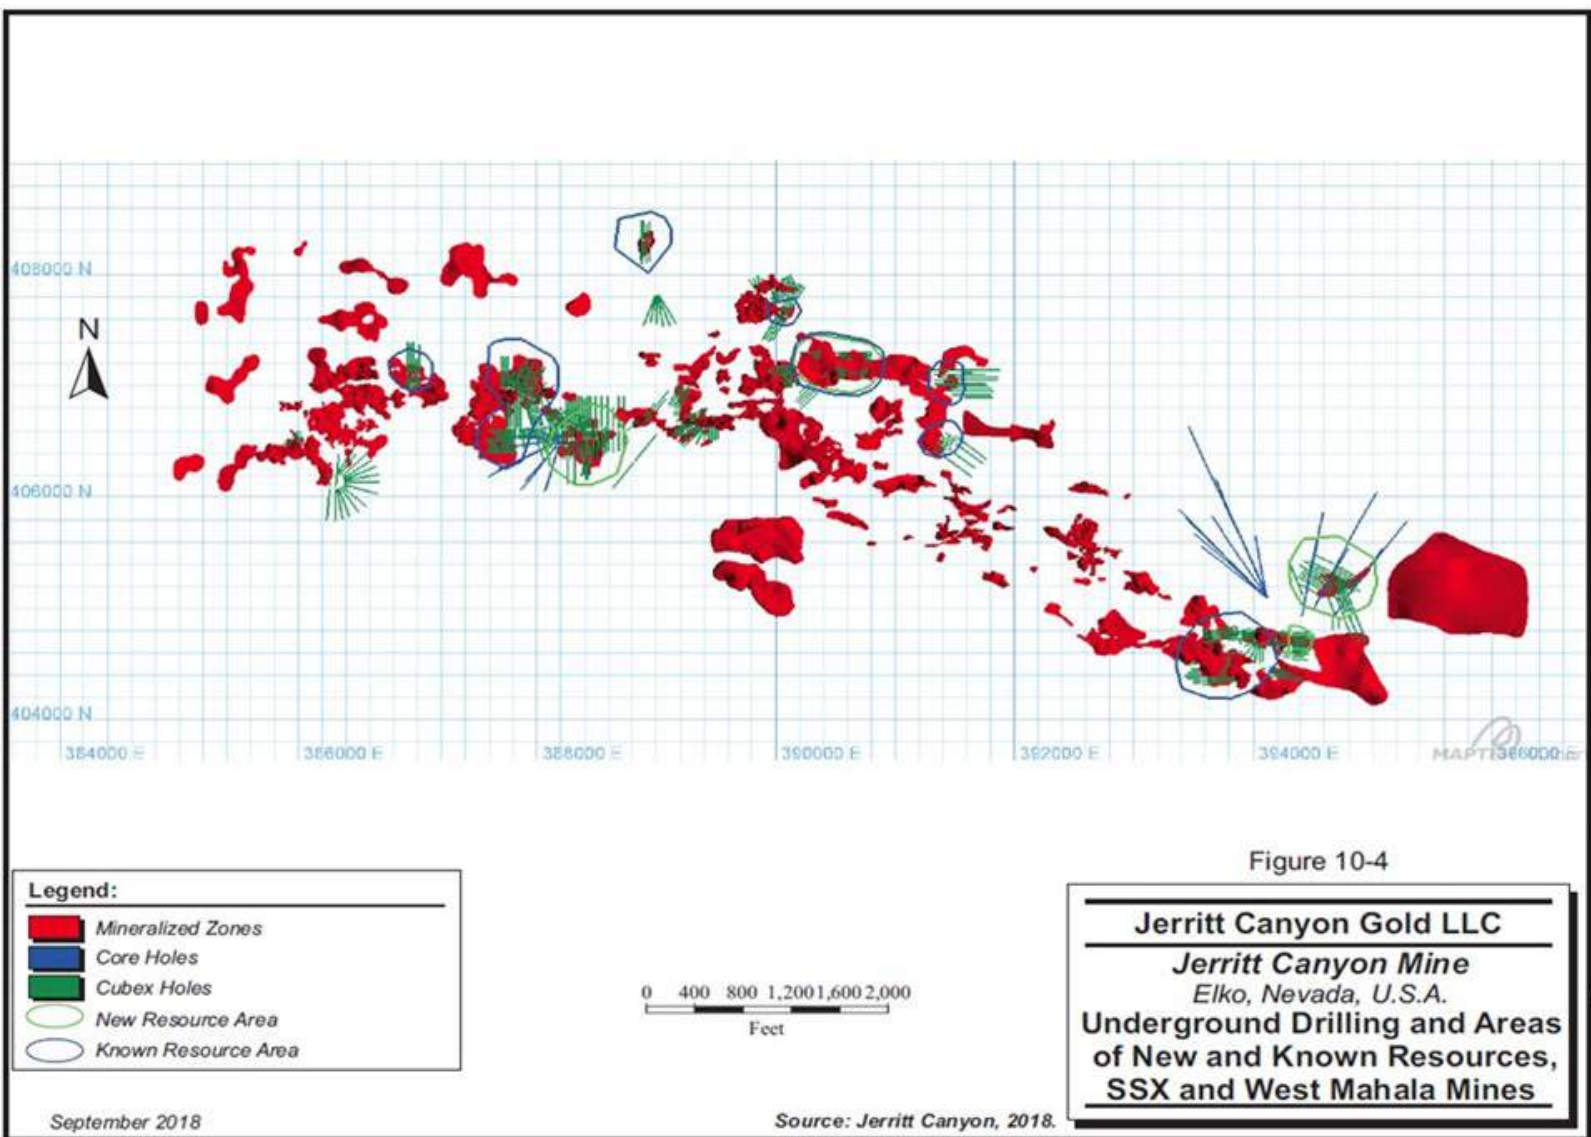 408000 N
N
406000 N
404000 N
384000 E
386000 E
388000 E
390000 E
392000 E
394000 E
Figure 10-4
Legend:
Mineralized Zones
Core Holes
Cubex Holes
New Resource Area
Known Resource Area
0 400 800 1,200 1,600 2,000
Feet
Jerritt Canyon Gold LLC
Jerritt Canyon Mine
Elko, Nevada, U.S.A.
Underground Drilling and Areas
of New and Known Resources,
SSX and West Mahala Mines
September 2018
Source: Jerritt Canyon, 2018.